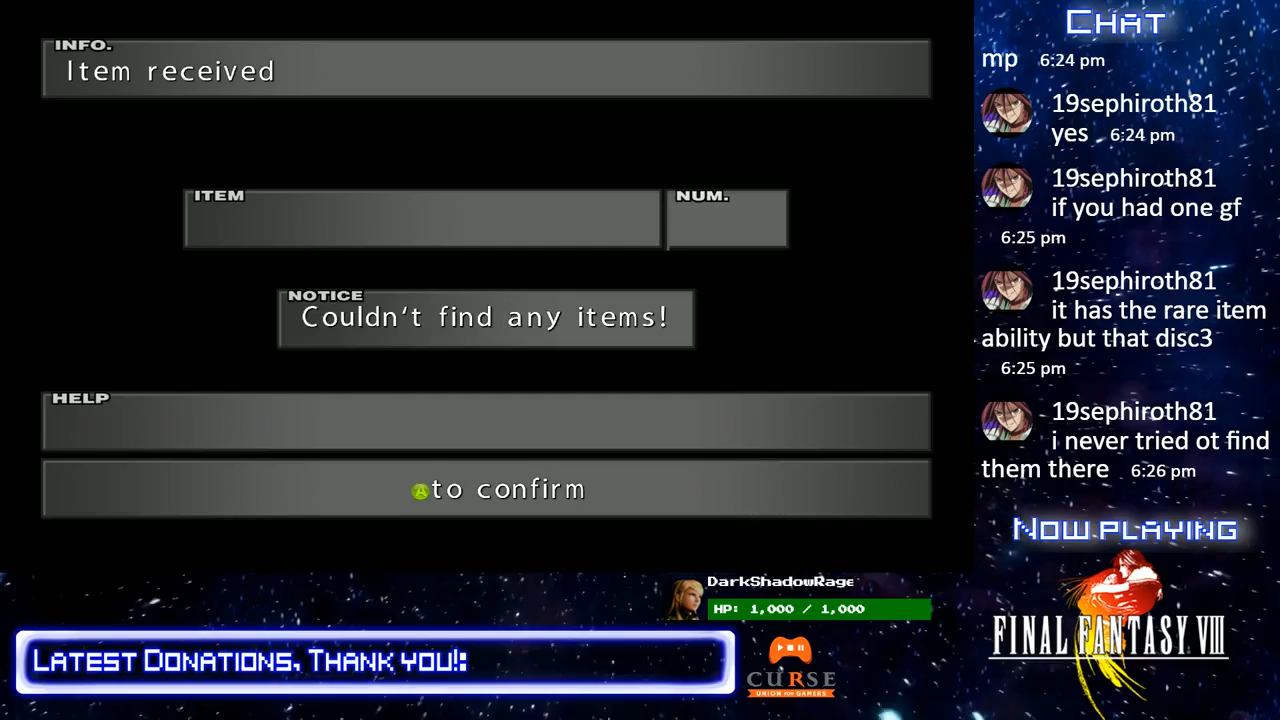 INFO.
Item received
ITEM
NUM.
NOTICE
Couldn't find any items!
HELP
A to confirm
CHAT
mp 6:24 pm
19sephiroth81
yes 6:24 pm
19sephiroth81
if you had one gf
6:25 pm
19sephiroth81
it has the rare item
ability but that disc3
6:25 pm
19sephiroth81
i never tried ot find
them there 6:26 pm
NOW PLAYING
FINAL FANTASY VIII
DarkShadowRage
HP: 1,000 / 1,000
LATEST DONATIONS, THANK YOU!:
CURSE
UNION FOR GAMERS